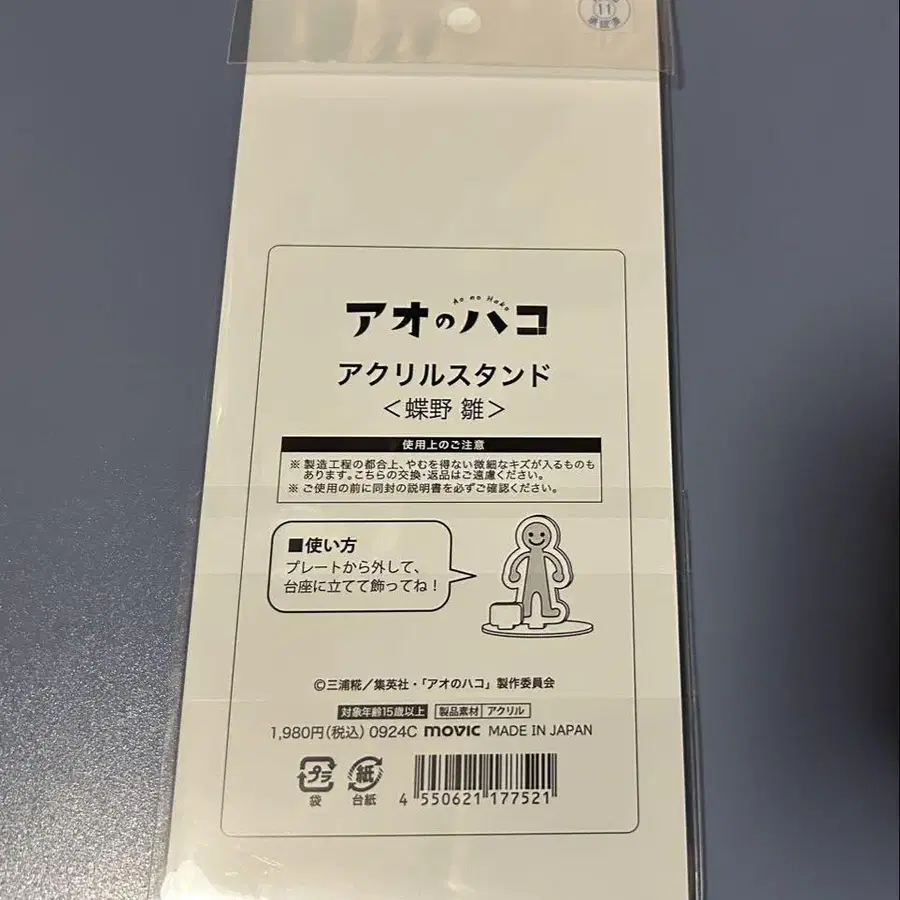 11
承認済
Ao no Hako
アオのハコ
アクリルスタンド
＜蝶野 雛＞
使用上のご注意
※ 製造工程の都合上、やむを得ない微細なキズが入るものも
あります。こちらの交換・返品はご遠慮ください。
※ ご使用の前に同封の説明書を必ずご確認ください。
■使い方
プレートから外して、
台座に立てて飾ってね！
©三浦糀／集英社・「アオのハコ」製作委員会
対象年齢15歳以上 製品素材 アクリル
1,980円(税込) 0924C movic MADE IN JAPAN
プラ 紙
袋 台紙
4 550621 177521